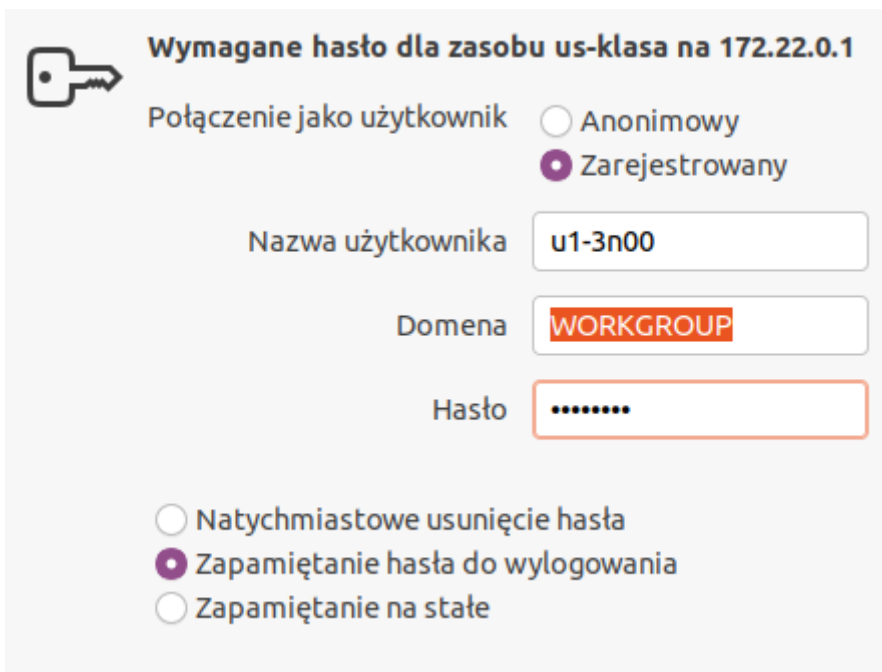 Wymagane hasło dla zasobu us-klasa na 172.22.0.1
Połączenie jako użytkownik
Anonimowy
Zarejestrowany
Nazwa użytkownika u1-3n00
Domena WORKGROUP
Hasło ••••••••
Natychmiastowe usunięcie hasła
Zapamiętanie hasła do wylogowania
Zapamiętanie na stałe